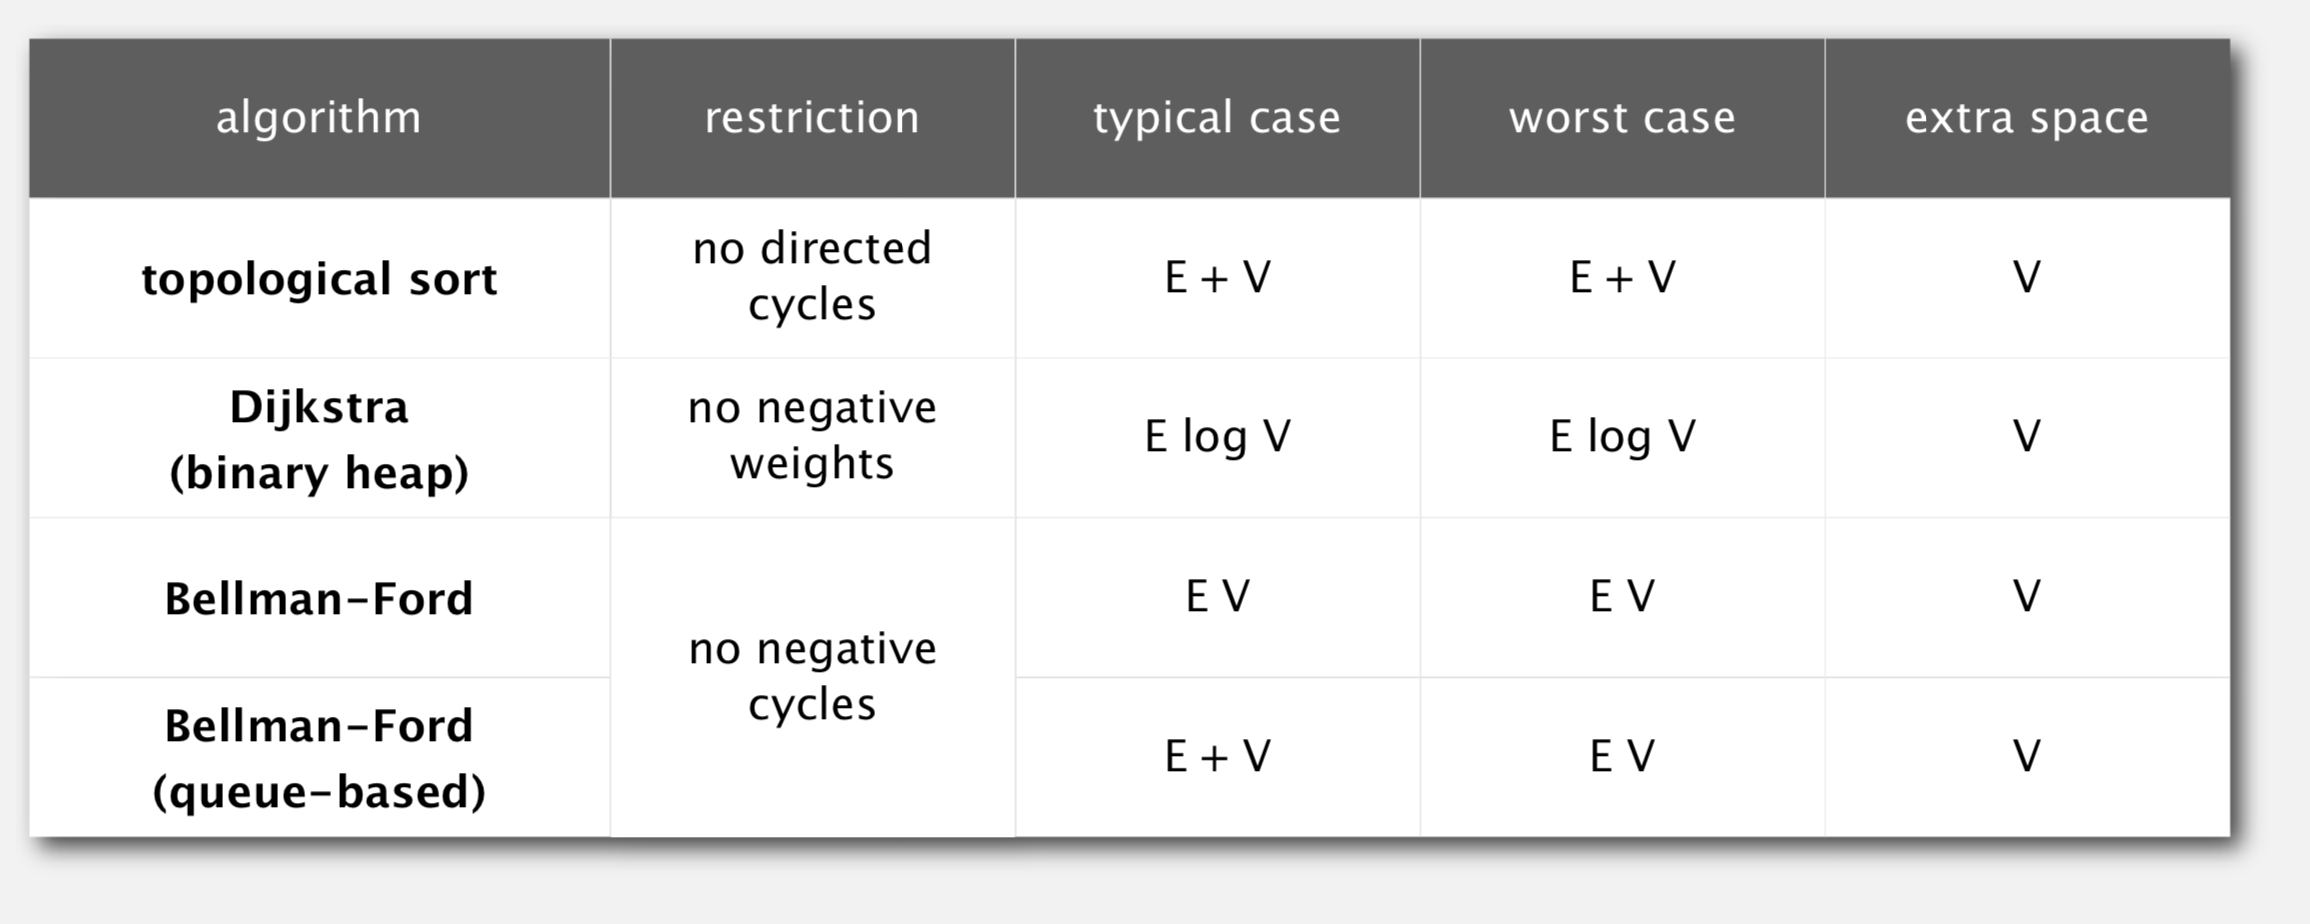 algorithm restriction typical case worst case extra space
topological sort no directed E + V E + V V
cycles
Dijkstra no negative E log V E log V V
(binary heap) weights
Bellman–Ford E V E V V
no negative
cycles
Bellman–Ford E + V E V V
(queue–based)